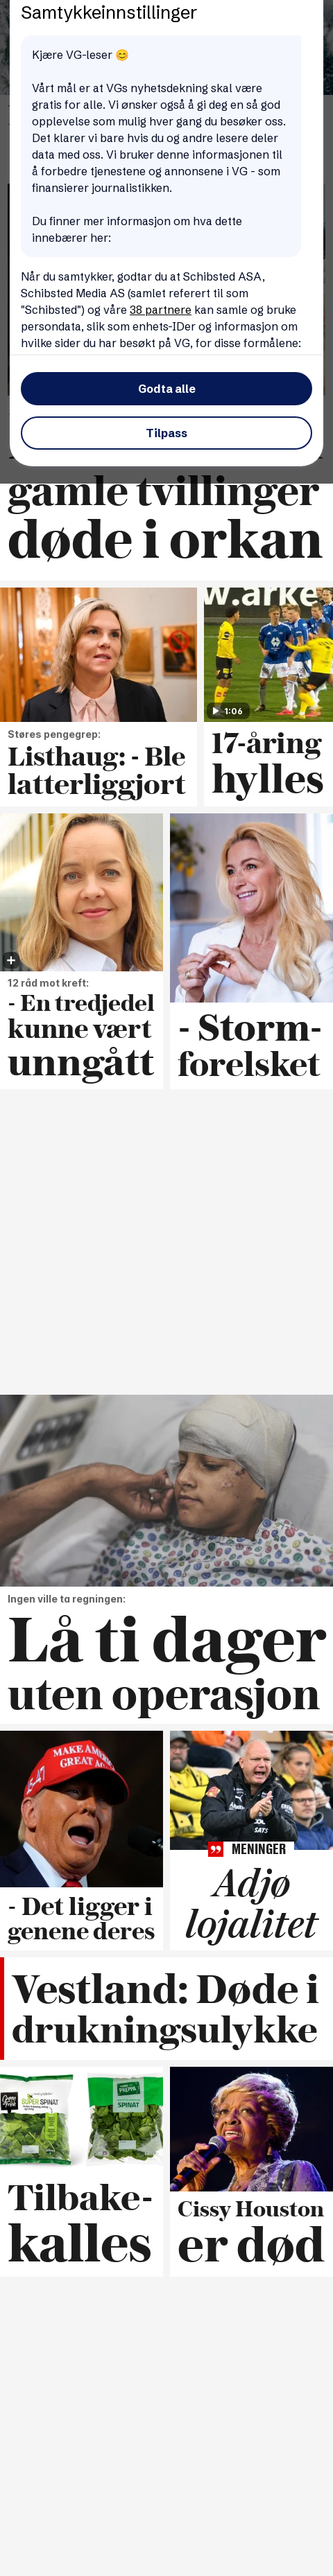 Samtykkeinnstillinger
Kjære VG-leser 😊
Vårt mål er at VGs nyhetsdekning skal være
gratis for alle. Vi ønsker også å gi deg en så god
opplevelse som mulig hver gang du besøker oss.
Det klarer vi bare hvis du og andre lesere deler
data med oss. Vi bruker denne informasjonen til
å forbedre tjenestene og annonsene i VG - som
finansierer journalistikken.
Du finner mer informasjon om hva dette
innebærer her:
Når du samtykker, godtar du at Schibsted ASA,
Schibsted Media AS (samlet referert til som
"Schibsted") og våre 38 partnere kan samle og bruke
persondata, slik som enhets-IDer og informasjon om
hvilke sider du har besøkt på VG, for disse formålene:
Godta alle
Tilpass
gamle tvillinger
døde i orkan
Støres pengegrep:
Listhaug: - Ble
latterliggjort
w.arke
1:06
17-åring
hylles
12 råd mot kreft:
- En tredjedel
kunne vært
unngått
- Storm-
forelsket
Ingen ville ta regningen:
Lå ti dager
uten operasjon
MAKE AMERICA
GREAT AG
45-47
- Det ligger i
genene deres
OBOS
SATS
MENINGER
Adjø
lojalitet
Vestland: Døde i
drukningsulykke
SUPER SPINAT
SPINAT
Tilbake-
kalles
Cissy Houston
er død